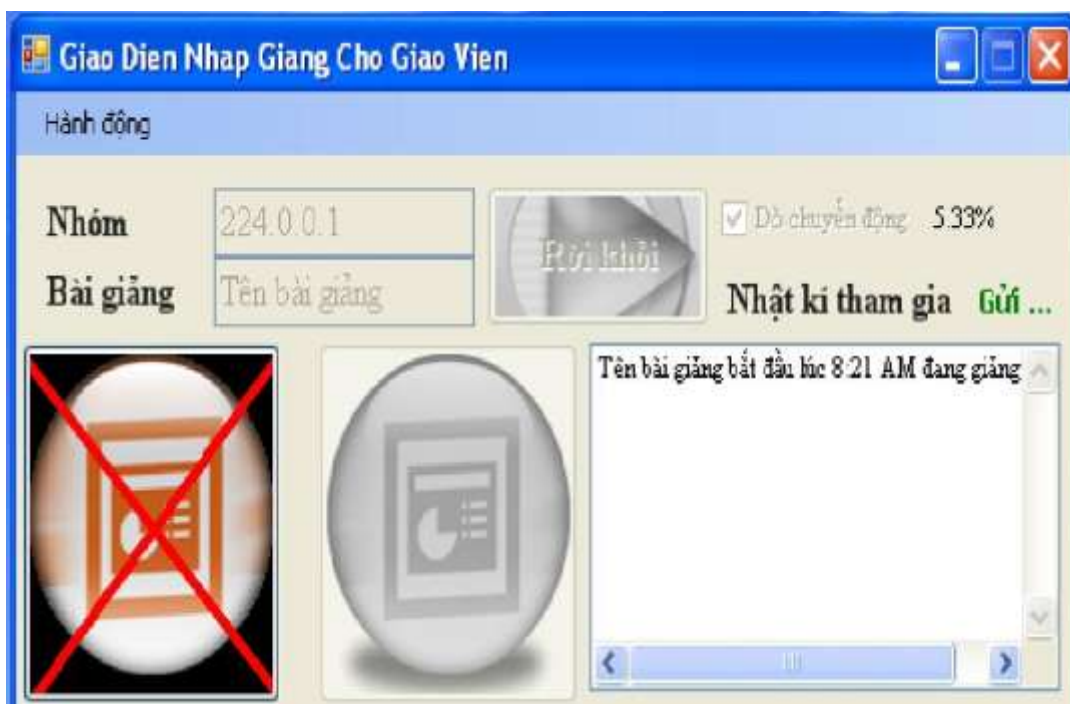 Giao Dien Nhap Giang Cho Giao Vien
Hành động
Nhóm 224.0.0.1 Rời khỏi Dò chuyển động 5.33%
Bài giảng Tên bài giảng Nhật kí tham gia Gửi ...
Tên bài giảng bắt đầu lúc 8:21 AM đang giảng